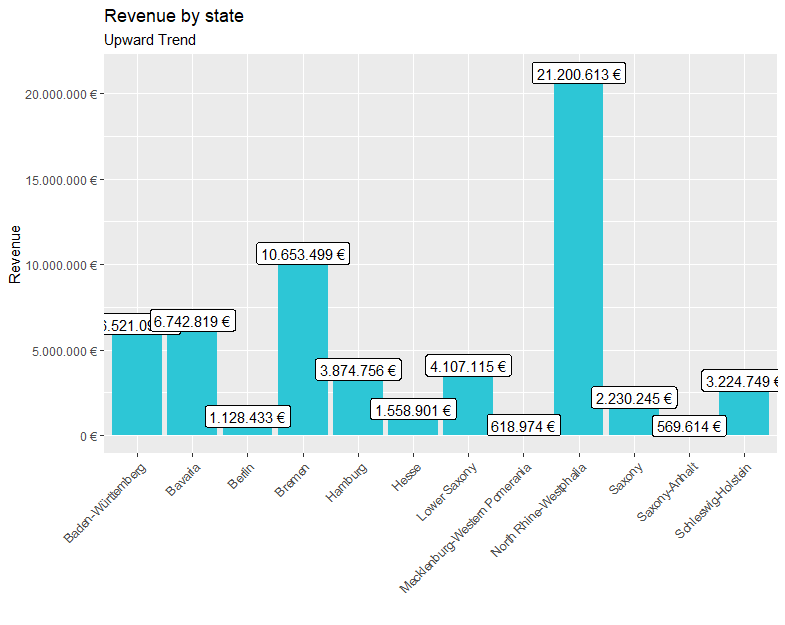 Revenue by state
Upward Trend
Revenue
20.000.000 €
15.000.000 €
10.000.000 €
5.000.000 €
0 €
6.742.819 €
1.128.433 €
10.653.499 €
3.874.756 €
1.558.901 €
4.107.115 €
618.974 €
21.200.613 €
2.230.245 €
569.614 €
3.224.749 €
Baden-Württemberg
Bavaria
Berlin
Bremen
Hamburg
Hesse
Lower Saxony
Mecklenburg-Western Pomerania
North Rhine-Westphalia
Saxony
Saxony-Anhalt
Schleswig-Holstein